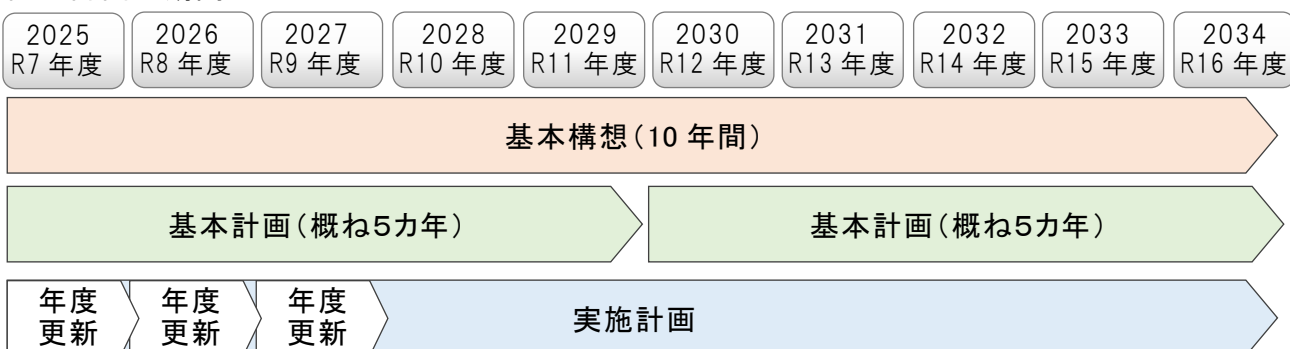 2025
R7 年度
2026
R8 年度
2027
R9 年度
2028
R10 年度
2029
R11 年度
2030
R12 年度
2031
R13 年度
2032
R14 年度
2033
R15 年度
2034
R16 年度
基本構想（10 年間）
基本計画（概ね５カ年）
基本計画（概ね５カ年）
年度
更新
年度
更新
年度
更新
実施計画